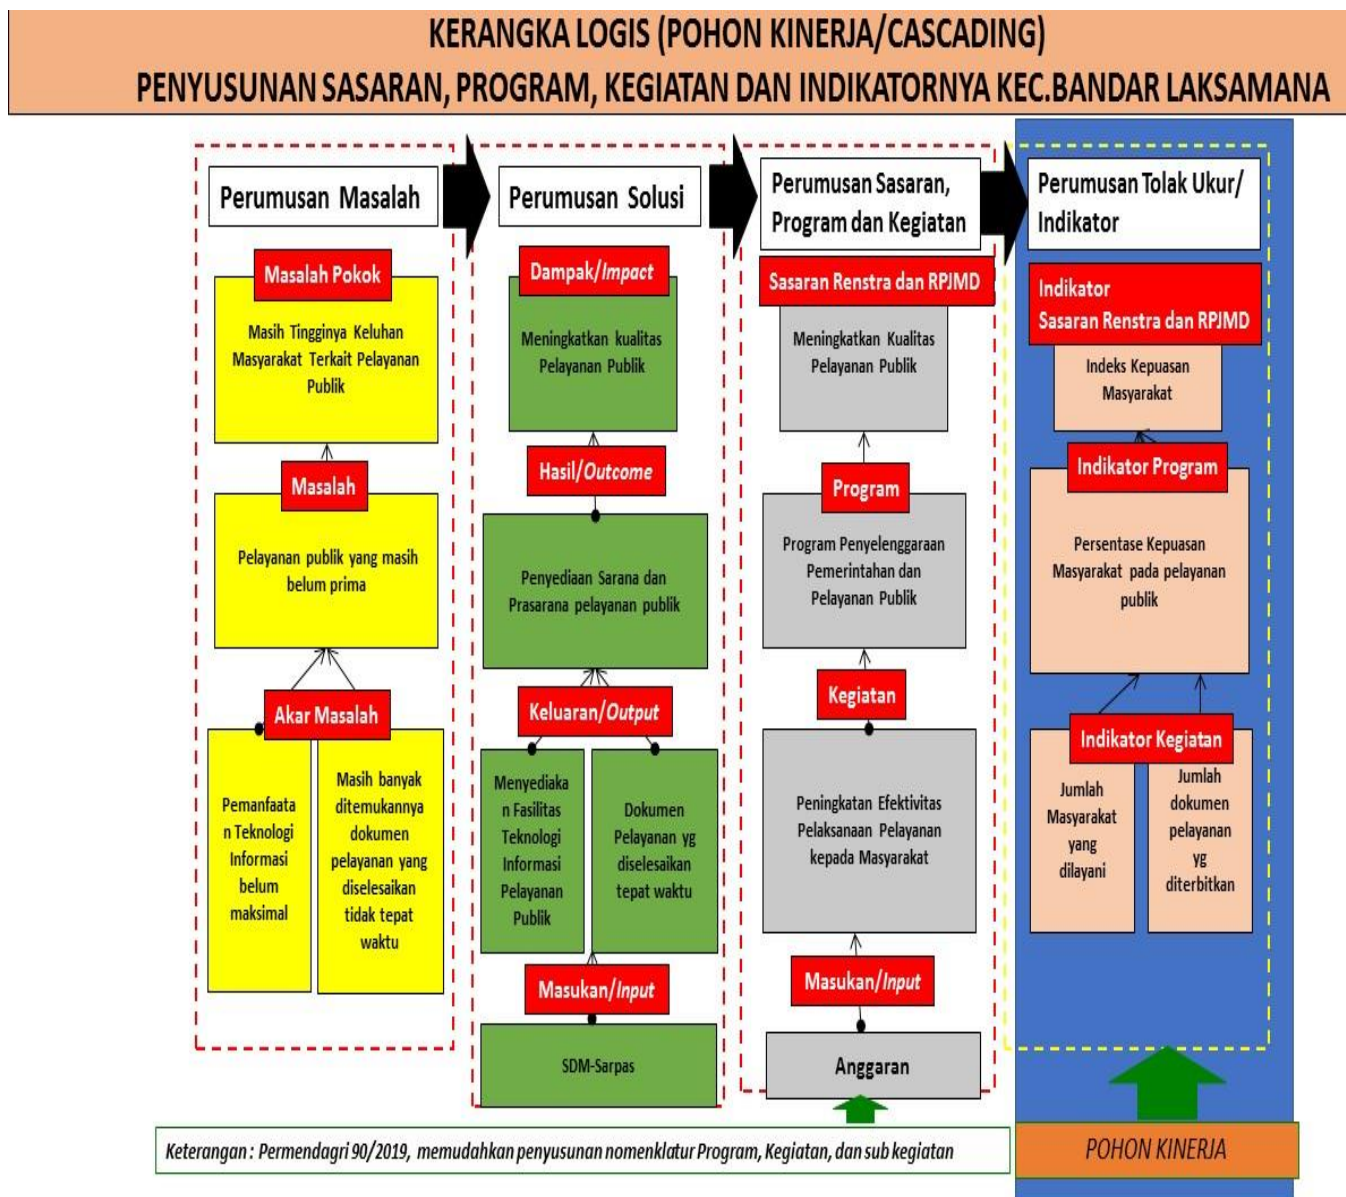 KERANGKA LOGIS (POHON KINERJA/CASCADING)
PENYUSUNAN SASARAN, PROGRAM, KEGIATAN DAN INDIKATORNYA KEC.BANDAR LAKSAMANA
Perumusan Masalah
Masalah Pokok
Masih Tingginya Keluhan
Masyarakat Terkait Pelayanan
Publik
Masalah
Pelayanan publik yang masih
belum prima
Akar Masalah
Pemanfaata
n Teknologi
Informasi
belum
maksimal
Masih banyak
ditemukannya
dokumen
pelayanan yang
diselesaikan
tidak tepat
waktu
Perumusan Solusi
Dampak/Impact
Meningkatkan kualitas
Pelayanan Publik
Hasil/Outcome
Penyediaan Sarana dan
Prasarana pelayanan publik
Keluaran/Output
Menyediaka
n Fasilitas
Teknologi
Informasi
Pelayanan
Publik
Dokumen
Pelayanan yg
diselesaikan
tepat waktu
Masukan/Input
SDM-Sarpas
Perumusan Sasaran,
Program dan Kegiatan
Sasaran Renstra dan RPJMD
Meningkatkan Kualitas
Pelayanan Publik
Program
Program Penyelenggaraan
Pemerintahan dan
Pelayanan Publik
Kegiatan
Peningkatan Efektivitas
Pelaksanaan Pelayanan
kepada Masyarakat
Masukan/Input
Anggaran
Perumusan Tolak Ukur/
Indikator
Indikator
Sasaran Renstra dan RPJMD
Indeks Kepuasan
Masyarakat
Indikator Program
Persentase Kepuasan
Masyarakat pada pelayanan
publik
Indikator Kegiatan
Jumlah
Masyarakat
yang
dilayani
Jumlah
dokumen
pelayanan
yg
diterbitkan
Keterangan : Permendagri 90/2019, memudahkan penyusunan nomenklatur Program, Kegiatan, dan sub kegiatan
POHON KINERJA